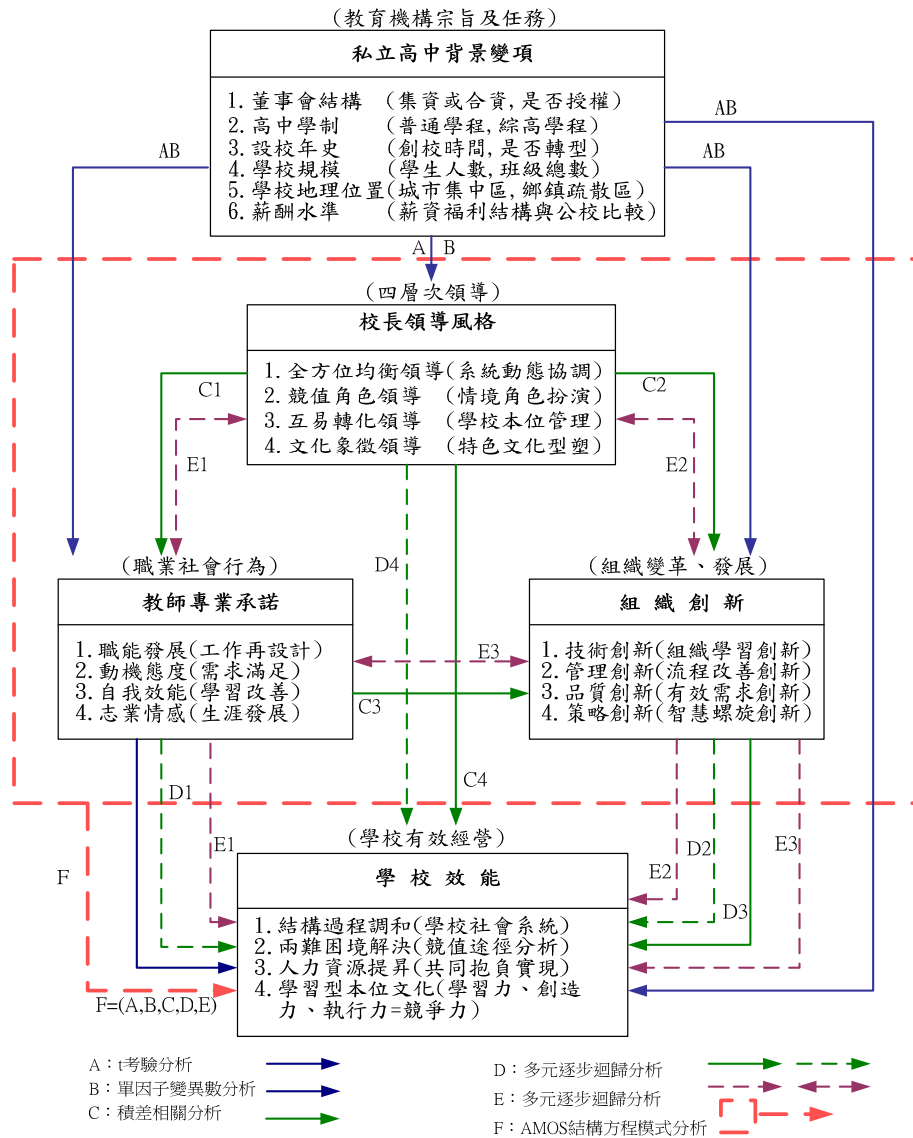 (教育機構宗旨及任務)
私立高中背景變項
1. 董事會結構 (集資或合資, 是否授權)
2. 高中學制 (普通學程, 綜高學程)
3. 設校年史 (創校時間, 是否轉型)
4. 學校規模 (學生人數, 班級總數)
5. 學校地理位置(城市集中區, 鄉鎮疏散區)
6. 薪酬水準 (薪資福利結構與公校比較)
AB
AB
AB
A B
(四層次領導)
校長領導風格
1. 全方位均衡領導(系統動態協調)
2. 競值角色領導 (情境角色扮演)
3. 互易轉化領導 (學校本位管理)
4. 文化象徵領導 (特色文化型塑)
C1
C2
E1
E2
D4
(職業社會行為)
教師專業承諾
1. 職能發展(工作再設計)
2. 動機態度(需求滿足)
3. 自我效能(學習改善)
4. 志業情感(生涯發展)
(組織變革、發展)
組織創新
1. 技術創新(組織學習創新)
2. 管理創新(流程改善創新)
3. 品質創新(有效需求創新)
4. 策略創新(智慧螺旋創新)
E3
C3
C4
D1
E1
E2
D2
E3
D3
F
(學校有效經營)
學校效能
1. 結構過程調和(學校社會系統)
2. 兩難困境解決(競值途徑分析)
3. 人力資源提昇(共同抱負實現)
4. 學習型本位文化(學習力、創造
力、執行力=競爭力)
F=(A,B,C,D,E)
A：t考驗分析
B：單因子變異數分析
C：積差相關分析
D：多元逐步迴歸分析
E：多元逐步迴歸分析
F：AMOS結構方程模式分析